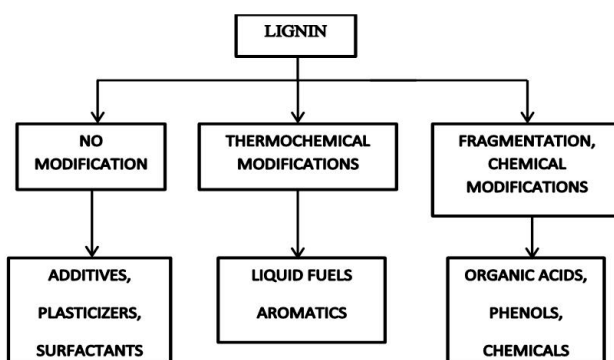 LIGNIN
NO
MODIFICATION
THERMOCHEMICAL
MODIFICATIONS
FRAGMENTATION,
CHEMICAL
MODIFICATIONS
ADDITIVES,
PLASTICIZERS,
SURFACTANTS
LIQUID FUELS
AROMATICS
ORGANIC ACIDS,
PHENOLS,
CHEMICALS